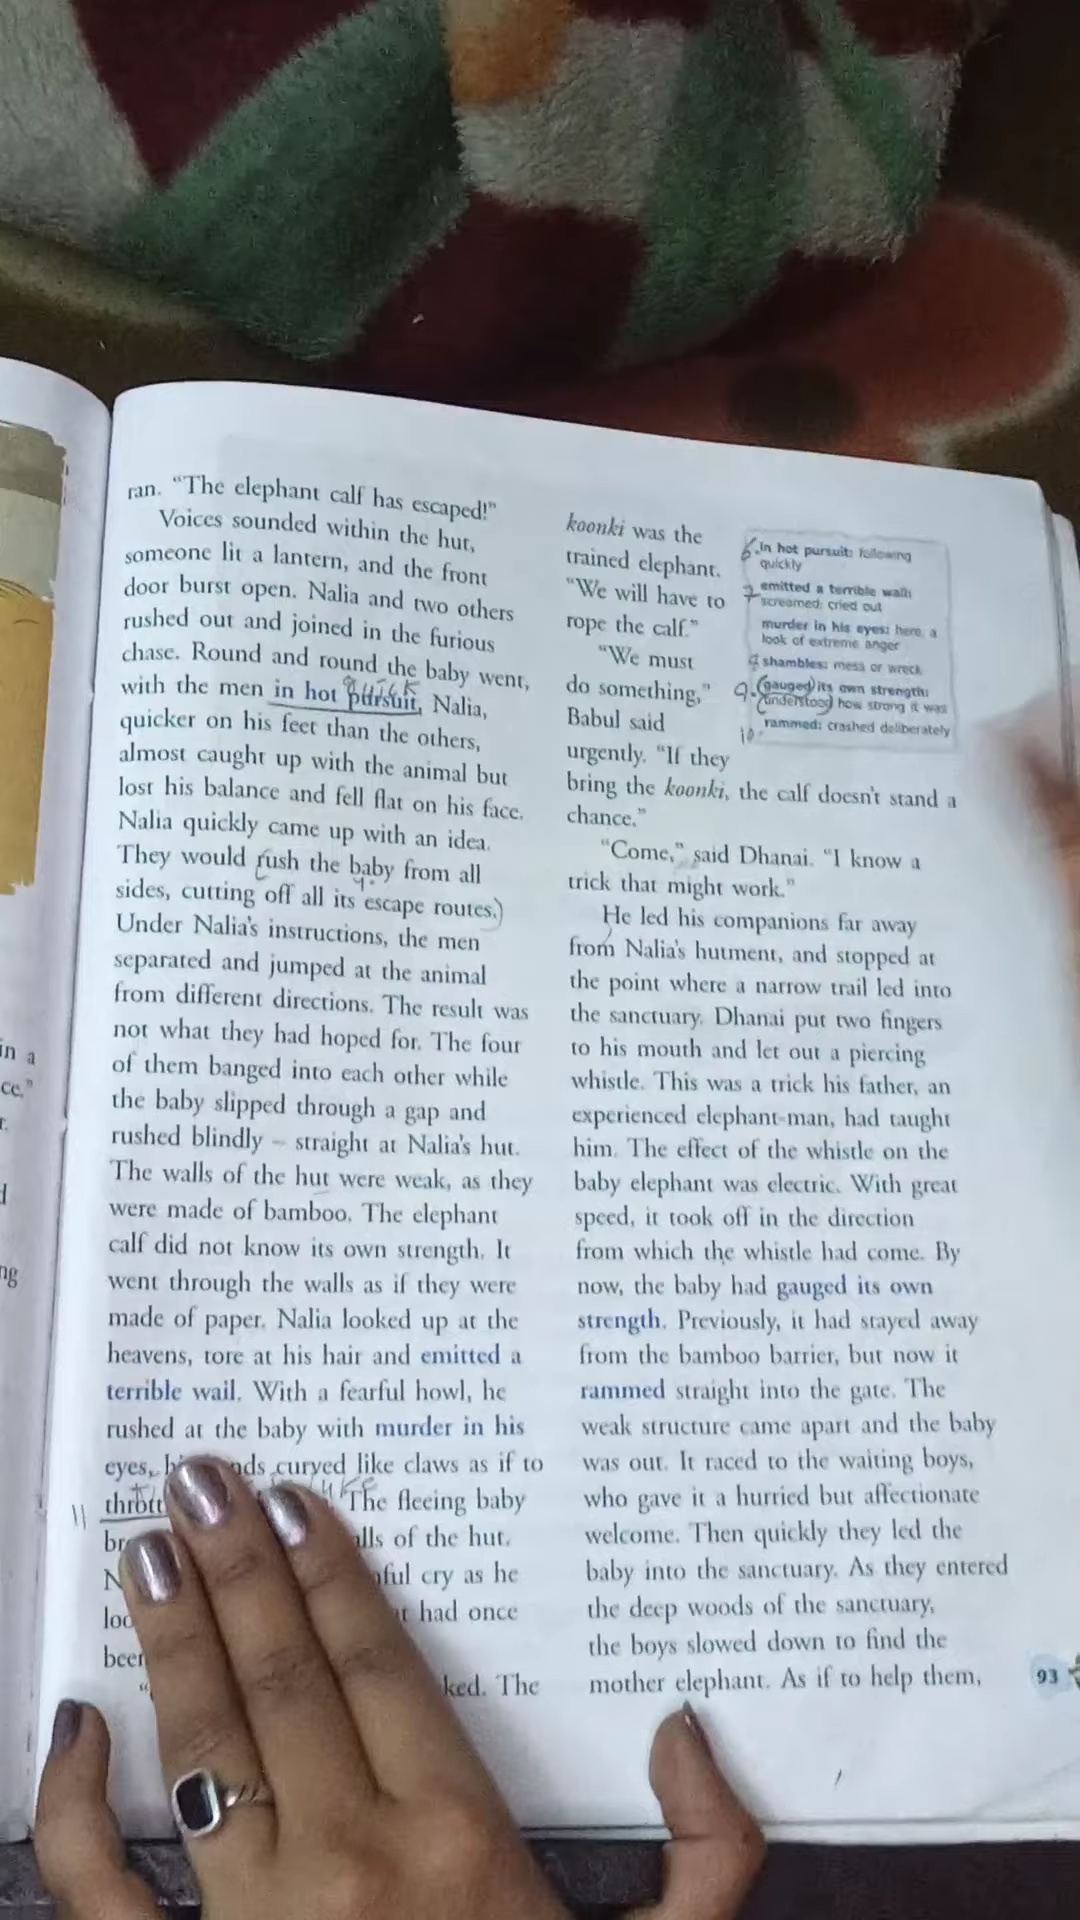 ran. “The elephant calf has escaped!”
Voices sounded within the hut,
someone lit a lantern, and the front
door burst open. Nalia and two others
rushed out and joined in the furious
chase. Round and round the baby went,
with the men in hot pursuit, Nalia,
quicker on his feet than the others,
almost caught up with the animal but
lost his balance and fell flat on his face.
Nalia quickly came up with an idea.
They would rush the baby from all
sides, cutting off all its escape routes.)
Under Nalia’s instructions, the men
separated and jumped at the animal
from different directions. The result was
not what they had hoped for. The four
of them banged into each other while
the baby slipped through a gap and
rushed blindly – straight at Nalia’s hut.
The walls of the hut were weak, as they
were made of bamboo. The elephant
calf did not know its own strength. It
went through the walls as if they were
made of paper. Nalia looked up at the
heavens, tore at his hair and emitted a
terrible wail. With a fearful howl, he
rushed at the baby with murder in his
eyes, curved like claws as if to
11 The fleeing baby
of the hut.
cry as he
had once
The
koonki was the
trained elephant.
“We will have to
rope the calf.”
“We must
do something,”
Babul said
urgently. “If they
bring the koonki, the calf doesn’t stand a
chance.”
“Come,” said Dhanai. “I know a
trick that might work.”
He led his companions far away
from Nalia’s hutment, and stopped at
the point where a narrow trail led into
the sanctuary. Dhanai put two fingers
to his mouth and let out a piercing
whistle. This was a trick his father, an
experienced elephant-man, had taught
him. The effect of the whistle on the
baby elephant was electric. With great
speed, it took off in the direction
from which the whistle had come. By
now, the baby had gauged its own
strength. Previously, it had stayed away
from the bamboo barrier, but now it
rammed straight into the gate. The
weak structure came apart and the baby
was out. It raced to the waiting boys,
who gave it a hurried but affectionate
welcome. Then quickly they led the
baby into the sanctuary. As they entered
the deep woods of the sanctuary,
the boys slowed down to find the
mother elephant. As if to help them,
6. In hot pursuit: following
quickly
7 emitted a terrible wail:
screamed; cried out
murder in his eyes: here, a
look of extreme anger
shambles: mess or wreck
9. (gauged) its own strength:
(understood) how strong it was
10. rammed: crashed deliberately
93
in a
ce.”